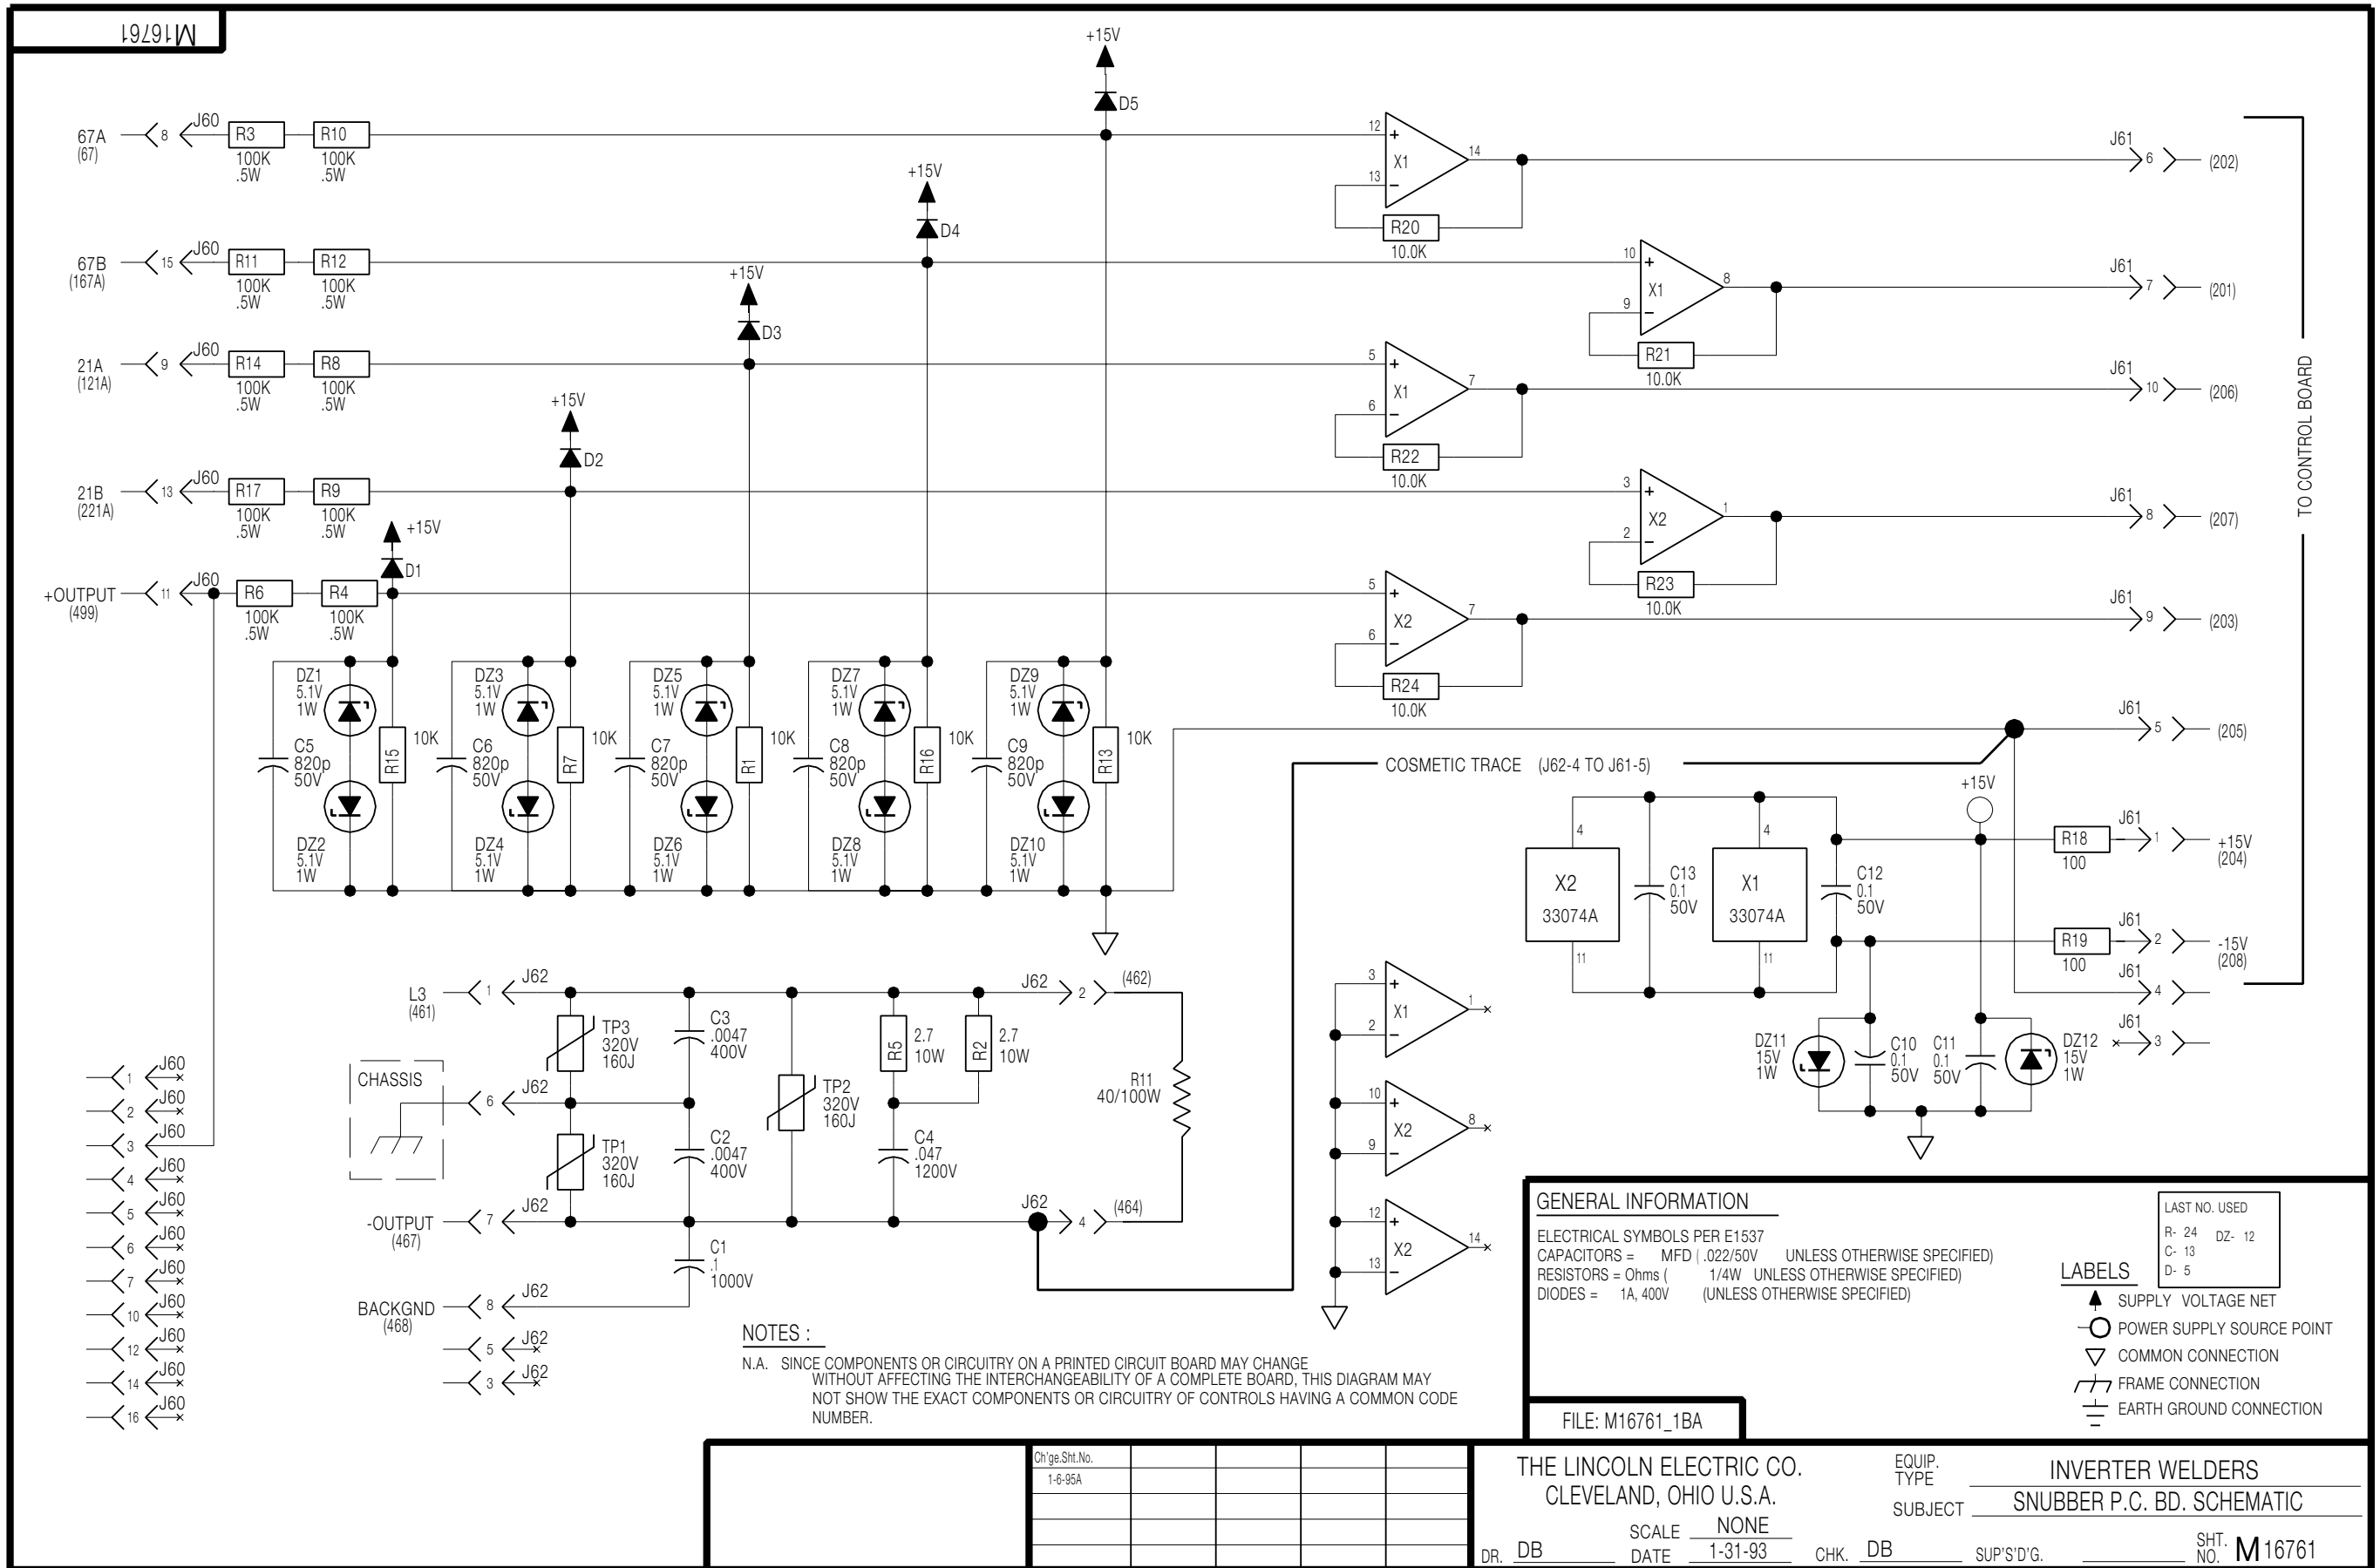 M16761
+15V
D5
67A
(67)
8
J60
R3
100K
.5W
R10
100K
.5W
12
13
+
-
X1
14
R20
10.0K
J61
6
(202)
+15V
D4
67B
(167A)
15
J60
R11
100K
.5W
R12
100K
.5W
10
9
+
-
X1
8
R21
10.0K
J61
7
(201)
+15V
D3
21A
(121A)
9
J60
R14
100K
.5W
R8
100K
.5W
5
6
+
-
X1
7
R22
10.0K
J61
10
(206)
TO CONTROL BOARD
+15V
D2
21B
(221A)
13
J60
R17
100K
.5W
R9
100K
.5W
3
2
+
-
X2
1
R23
10.0K
J61
8
(207)
+15V
D1
+OUTPUT
(499)
11
J60
R6
100K
.5W
R4
100K
.5W
5
6
+
-
X2
7
R24
10.0K
J61
9
(203)
DZ1
5.1V
1W
C5
820p
50V
DZ2
5.1V
1W
R15
10K
DZ3
5.1V
1W
C6
820p
50V
DZ4
5.1V
1W
R7
10K
DZ5
5.1V
1W
C7
820p
50V
DZ6
5.1V
1W
R1
10K
DZ7
5.1V
1W
C8
820p
50V
DZ8
5.1V
1W
R16
10K
DZ9
5.1V
1W
C9
820p
50V
DZ10
5.1V
1W
R13
10K
J61
5
(205)
COSMETIC TRACE (J62-4 TO J61-5)
+15V
4
X2
33074A
11
C13
0.1
50V
4
X1
33074A
11
C12
0.1
50V
R18
100
J61
1
+15V
(204)
R19
100
J61
2
-15V
(208)
J61
4
J61
3
DZ11
15V
1W
C10
0.1
50V
C11
0.1
50V
DZ12
15V
1W
L3
(461)
1
J62
TP3
320V
160J
C3
.0047
400V
R5
2.7
10W
R2
2.7
10W
J62
2
(462)
CHASSIS
6
J62
TP1
320V
160J
C2
.0047
400V
TP2
320V
160J
C4
.047
1200V
R11
40/100W
-OUTPUT
(467)
7
J62
J62
4
(464)
C1
.1
1000V
BACKGND
(468)
8
J62
5
J62
3
J62
1
J60
2
J60
3
J60
4
J60
5
J60
6
J60
7
J60
10
J60
12
J60
14
J60
16
J60
3
2
+
-
X1
1
10
9
+
-
X2
8
12
13
+
-
X2
14
NOTES :
N.A. SINCE COMPONENTS OR CIRCUITRY ON A PRINTED CIRCUIT BOARD MAY CHANGE
WITHOUT AFFECTING THE INTERCHANGEABILITY OF A COMPLETE BOARD, THIS DIAGRAM MAY
NOT SHOW THE EXACT COMPONENTS OR CIRCUITRY OF CONTROLS HAVING A COMMON CODE
NUMBER.
GENERAL INFORMATION
ELECTRICAL SYMBOLS PER E1537
CAPACITORS = MFD ( .022/50V UNLESS OTHERWISE SPECIFIED)
RESISTORS = Ohms ( 1/4W UNLESS OTHERWISE SPECIFIED)
DIODES = 1A, 400V (UNLESS OTHERWISE SPECIFIED)
LAST NO. USED
R- 24 DZ- 12
C- 13
D- 5
LABELS
SUPPLY VOLTAGE NET
POWER SUPPLY SOURCE POINT
COMMON CONNECTION
FRAME CONNECTION
EARTH GROUND CONNECTION
FILE: M16761_1BA
Ch'ge.Sht.No.
1-6-95A
THE LINCOLN ELECTRIC CO.
CLEVELAND, OHIO U.S.A.
SCALE NONE
DR. DB
DATE 1-31-93
CHK. DB
EQUIP. TYPE INVERTER WELDERS
SUBJECT SNUBBER P.C. BD. SCHEMATIC
SUP'S'D'G.
SHT. NO. M 16761